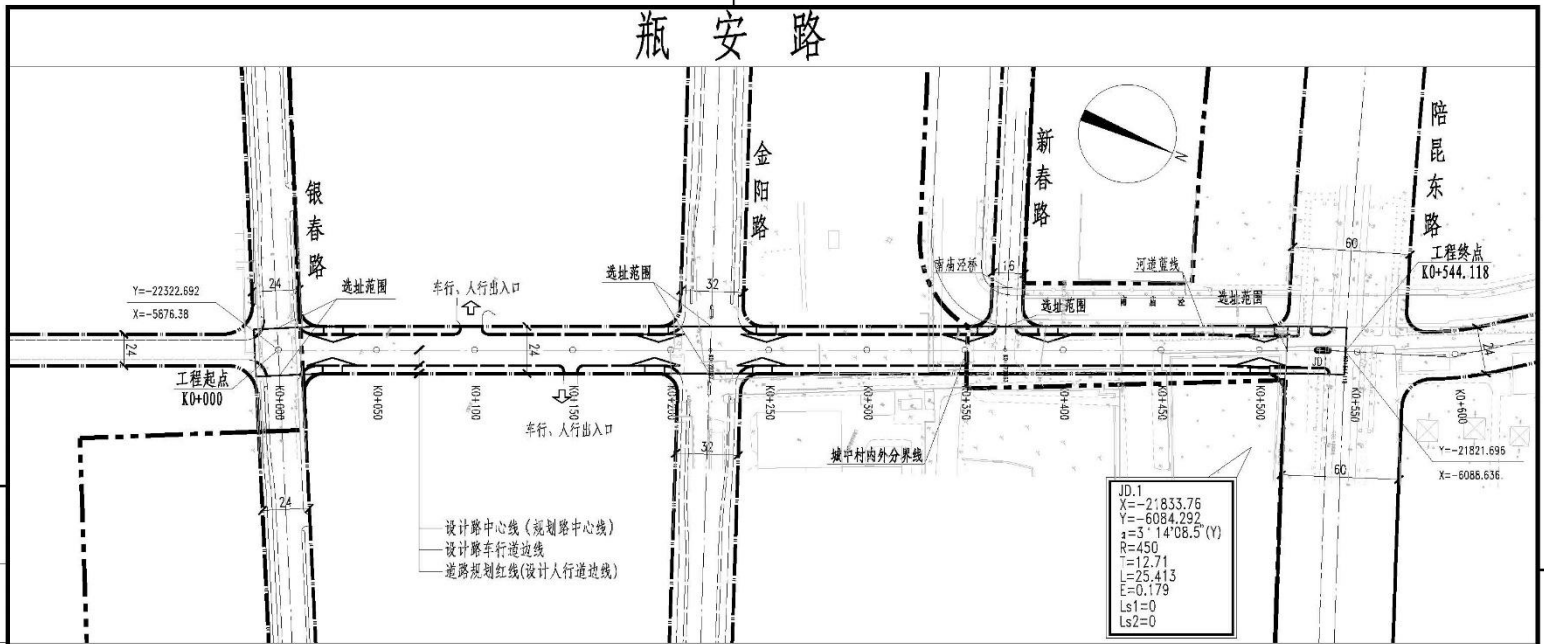 瓶安路
银春路
金阳路
新春路
陪昆东路
N
工程终点
K0+544.118
60
南庙泾桥
16
河道蓝线
选址范围
选址范围
车行、人行出入口
选址范围
选址范围
24
32
Y=-22322.692
X=-5676.38
南庙泾
24
24
24
JD1
工程起点
K0+000
K0+000
K0+050
K0+100
K0+150
K0+200
K0+250
K0+300
K0+350
K0+400
K0+450
K0+500
K0+550
K0+600
车行、人行出入口
32
城中村内外分界线
60
Y=-21821.696
X=-6088.636
24
设计路中心线(规划路中心线)
设计路车行道边线
道路规划红线(设计人行道边线)
JD.1
X=-21833.76
Y=-6084.292
a=3°14'08.5"(Y)
R=450
T=12.71
L=25.413
E=0.179
Ls1=0
Ls2=0